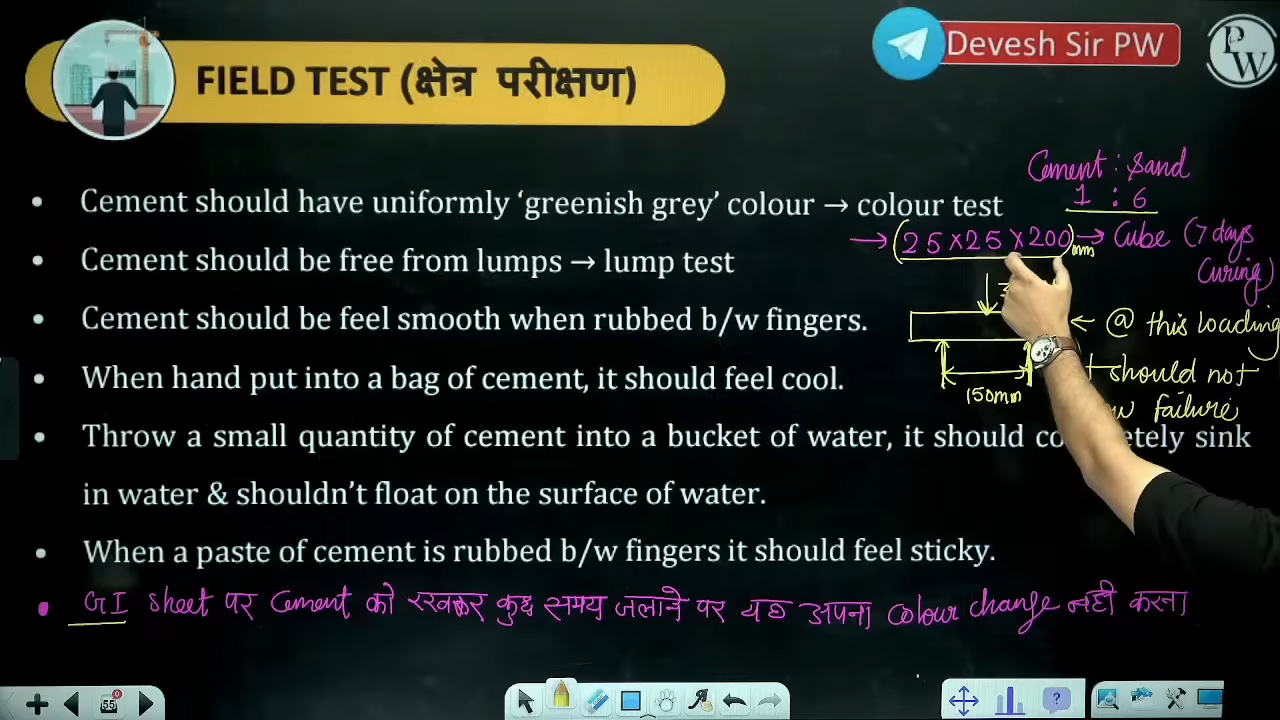 FIELD TEST (क्षेत्र परीक्षण)
Devesh Sir PW
PW
• Cement should have uniformly ‘greenish grey’ colour → colour test
Cement : Sand
1 : 6
→ (25×25×200)mm → Cube (7 days
Curing)
• Cement should be free from lumps → lump test
• Cement should be feel smooth when rubbed b/w fingers.
← @ this loading
• When hand put into a bag of cement, it should feel cool.
should not
150mm
failure
• Throw a small quantity of cement into a bucket of water, it should sink
in water & shouldn’t float on the surface of water.
• When a paste of cement is rubbed b/w fingers it should feel sticky.
• GI sheet पर Cement को रखकर कुछ समय जलाने पर यह अपना colour change नही करता
55
0